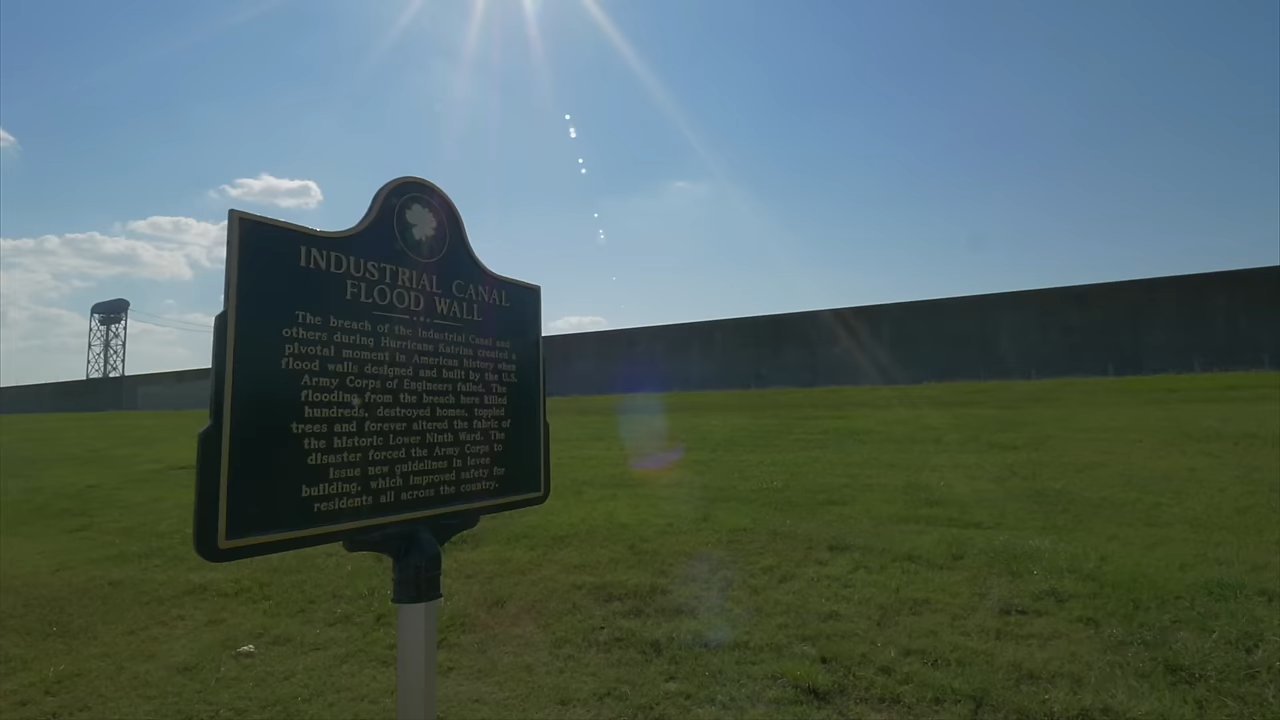 INDUSTRIAL CANAL
FLOOD WALL
The breach of the Industrial Canal and
others during Hurricane Katrina created a
pivotal moment in American history when
flood walls designed and built by the U.S.
Army Corps of Engineers failed. The
flooding from the breach here killed
hundreds, destroyed homes, toppled
trees and forever altered the fabric of
the historic Lower Ninth Ward. The
disaster forced the Army Corps to
issue new guidelines in levee
building, which improved safety for
residents all across the country.